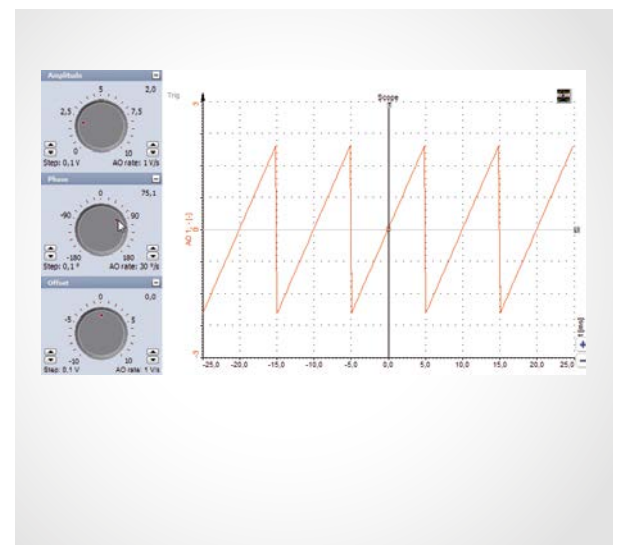 Amplitude
5
2,0
2,5
7,5
0
10
Step: 0,1 V
AO rate: 1 V/s
Phase
0
75,1
-90
90
-180
180
Step: 0,1 °
AO rate: 30 °/s
Offset
0
0,0
-5
5
-10
10
Step: 0,1 V
AO rate: 1 V/s
Trig
Scope
3
0
-3
-25,0 -20,0 -15,0 -10,0 -5,0 0,0 5,0 10,0 15,0 20,0 25,0
t [ms]